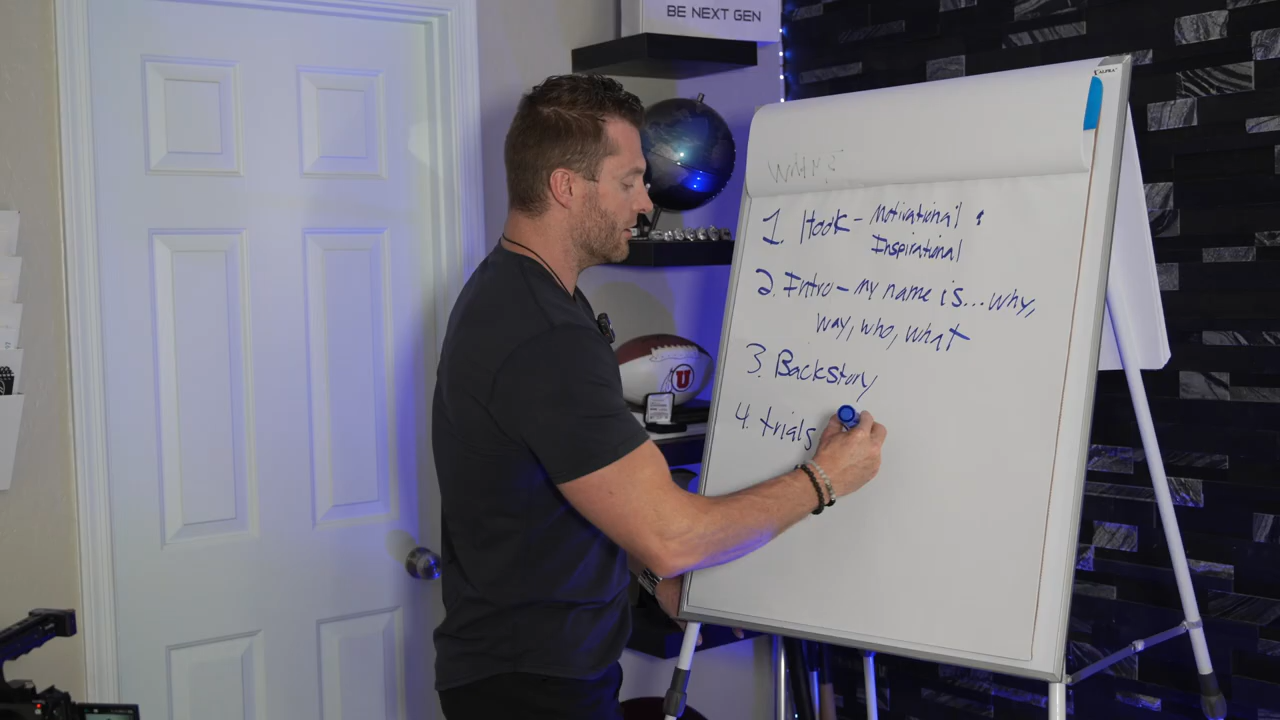 BE NEXT GEN
1. Hook - Motivational &
Inspirational
2. Intro - my name is... why,
way, who, what
3. Backstory
4. trials
U